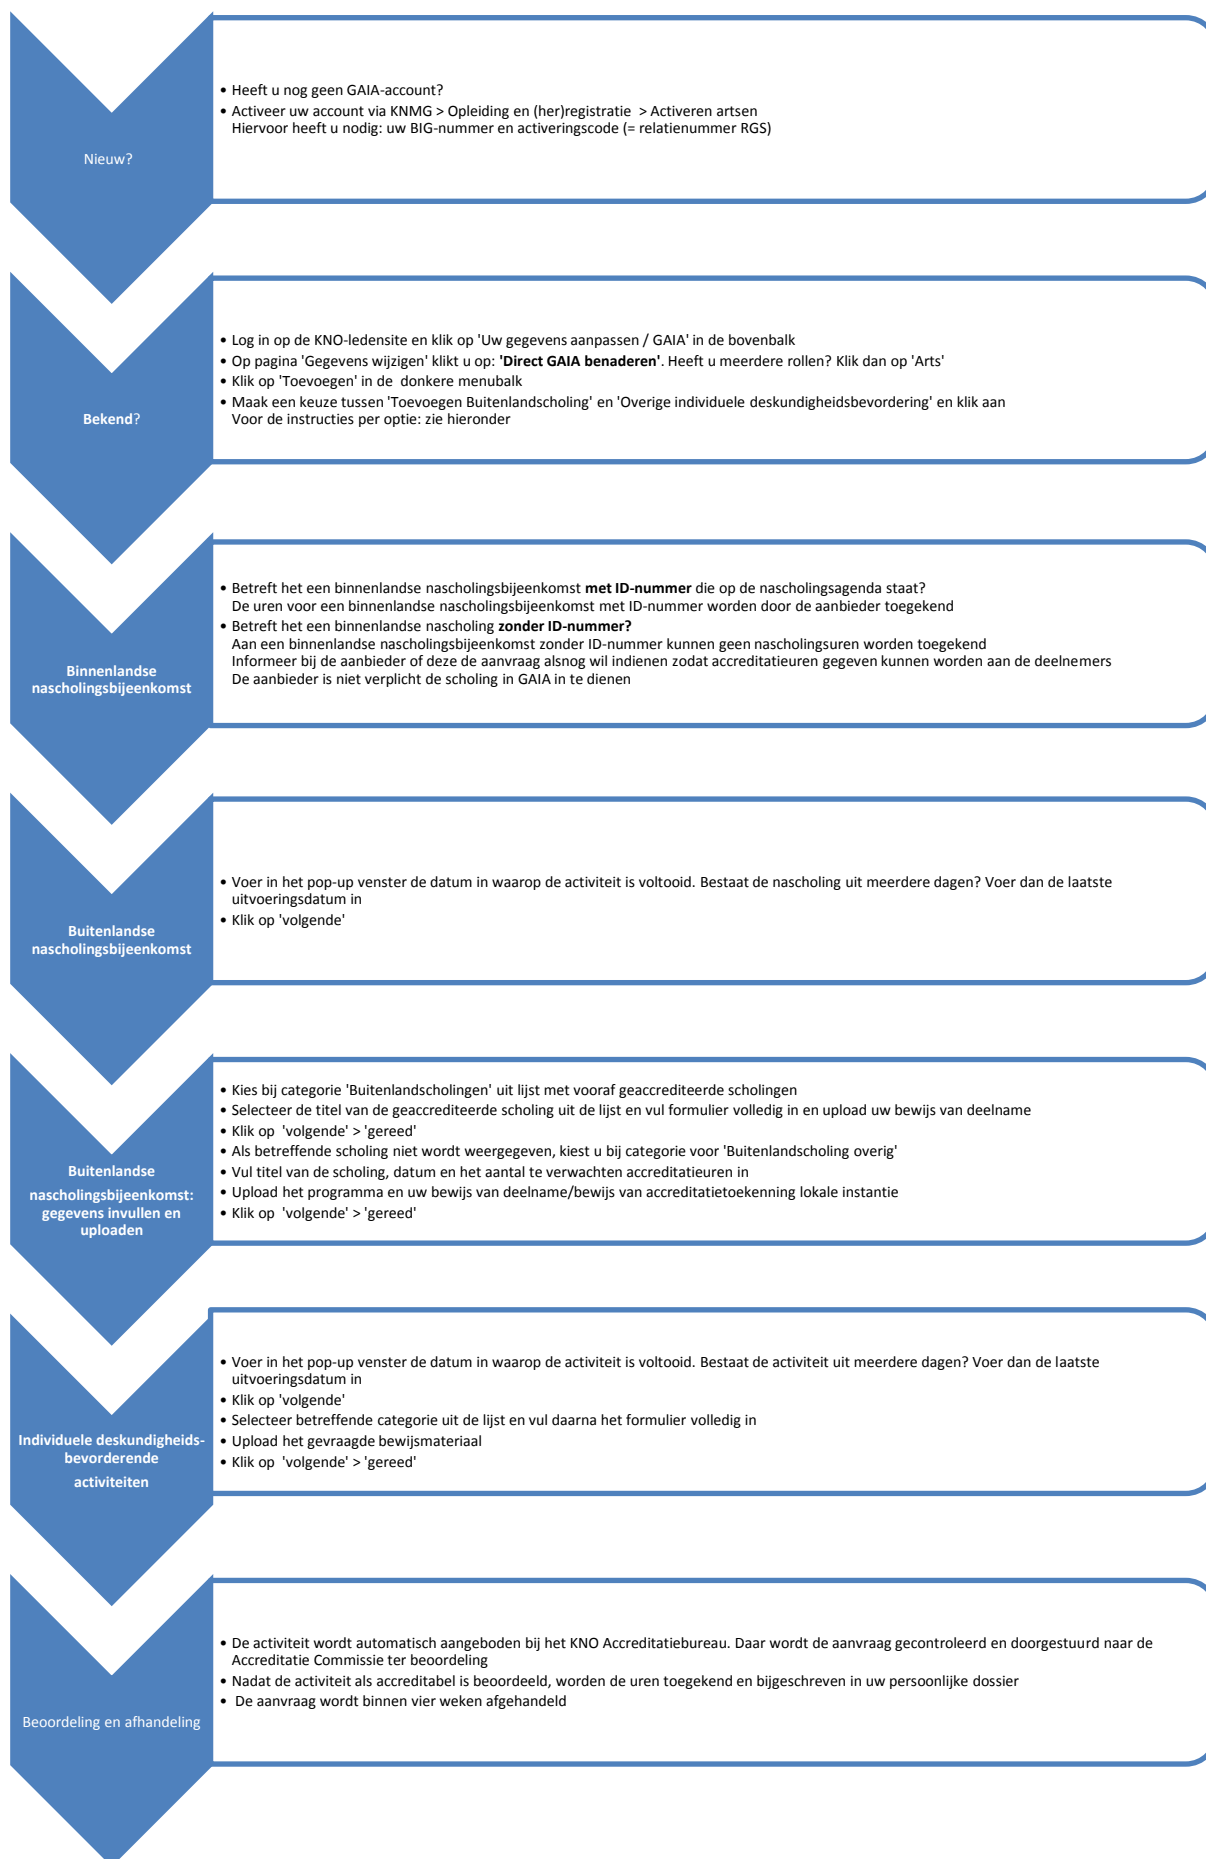 Nieuw?
• Heeft u nog geen GAIA-account?
• Activeer uw account via KNMG > Opleiding en (her)registratie > Activeren artsen
Hiervoor heeft u nodig: uw BIG-nummer en activeringscode (= relatienummer RGS)
Bekend?
• Log in op de KNO-ledensite en klik op 'Uw gegevens aanpassen / GAIA' in de bovenbalk
• Op pagina 'Gegevens wijzigen' klikt u op: 'Direct GAIA benaderen'. Heeft u meerdere rollen? Klik dan op 'Arts'
• Klik op 'Toevoegen' in de donkere menubalk
• Maak een keuze tussen 'Toevoegen Buitenlandscholing' en 'Overige individuele deskundigheidsbevordering' en klik aan
Voor de instructies per optie: zie hieronder
Binnenlandse
nascholingsbijeenkomst
• Betreft het een binnenlandse nascholingsbijeenkomst met ID-nummer die op de nascholingsagenda staat?
De uren voor een binnenlandse nascholingsbijeenkomst met ID-nummer worden door de aanbieder toegekend
• Betreft het een binnenlandse nascholing zonder ID-nummer?
Aan een binnenlandse nascholingsbijeenkomst zonder ID-nummer kunnen geen nascholingsuren worden toegekend
Informeer bij de aanbieder of deze de aanvraag alsnog wil indienen zodat accreditatieuren gegeven kunnen worden aan de deelnemers
De aanbieder is niet verplicht de scholing in GAIA in te dienen
Buitenlandse
nascholingsbijeenkomst
• Voer in het pop-up venster de datum in waarop de activiteit is voltooid. Bestaat de nascholing uit meerdere dagen? Voer dan de laatste
uitvoeringsdatum in
• Klik op 'volgende'
Buitenlandse
nascholingsbijeenkomst:
gegevens invullen en
uploaden
• Kies bij categorie 'Buitenlandscholingen' uit lijst met vooraf geaccrediteerde scholingen
• Selecteer de titel van de geaccrediteerde scholing uit de lijst en vul formulier volledig in en upload uw bewijs van deelname
• Klik op 'volgende' > 'gereed'
• Als betreffende scholing niet wordt weergegeven, kiest u bij categorie voor 'Buitenlandscholing overig'
• Vul titel van de scholing, datum en het aantal te verwachten accreditatieuren in
• Upload het programma en uw bewijs van deelname/bewijs van accreditatietoekenning lokale instantie
• Klik op 'volgende' > 'gereed'
Individuele deskundigheids-
bevorderende
activiteiten
• Voer in het pop-up venster de datum in waarop de activiteit is voltooid. Bestaat de activiteit uit meerdere dagen? Voer dan de laatste
uitvoeringsdatum in
• Klik op 'volgende'
• Selecteer betreffende categorie uit de lijst en vul daarna het formulier volledig in
• Upload het gevraagde bewijsmateriaal
• Klik op 'volgende' > 'gereed'
Beoordeling en afhandeling
• De activiteit wordt automatisch aangeboden bij het KNO Accreditatiebureau. Daar wordt de aanvraag gecontroleerd en doorgestuurd naar de
Accreditatie Commissie ter beoordeling
• Nadat de activiteit als accreditabel is beoordeeld, worden de uren toegekend en bijgeschreven in uw persoonlijke dossier
• De aanvraag wordt binnen vier weken afgehandeld